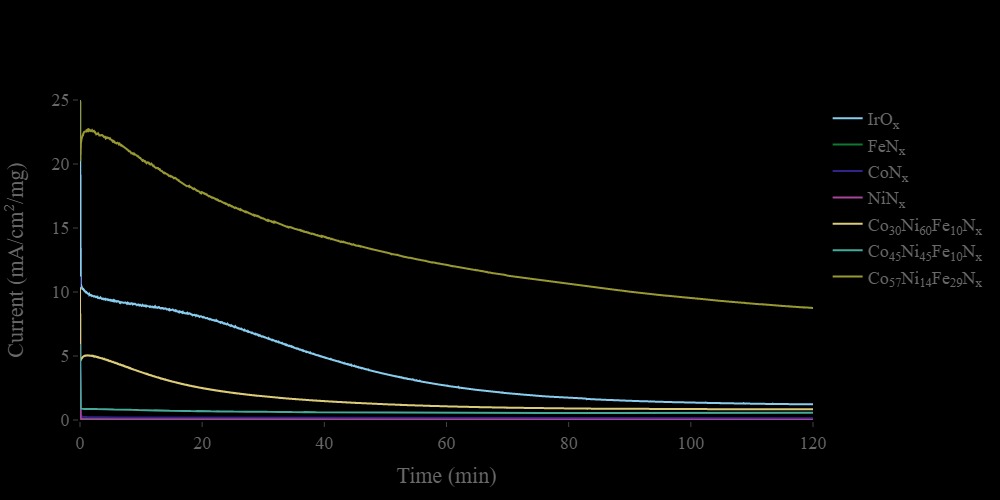 25
20
15
10
5
0
0 20 40 60 80 100 120
Time (min)
Current (mA/cm²/mg)
IrOₓ
FeNₓ
CoNₓ
NiNₓ
Co₃₀Ni₆₀Fe₁₀Nₓ
Co₄₅Ni₄₅Fe₁₀Nₓ
Co₅₇Ni₁₄Fe₂₉Nₓ